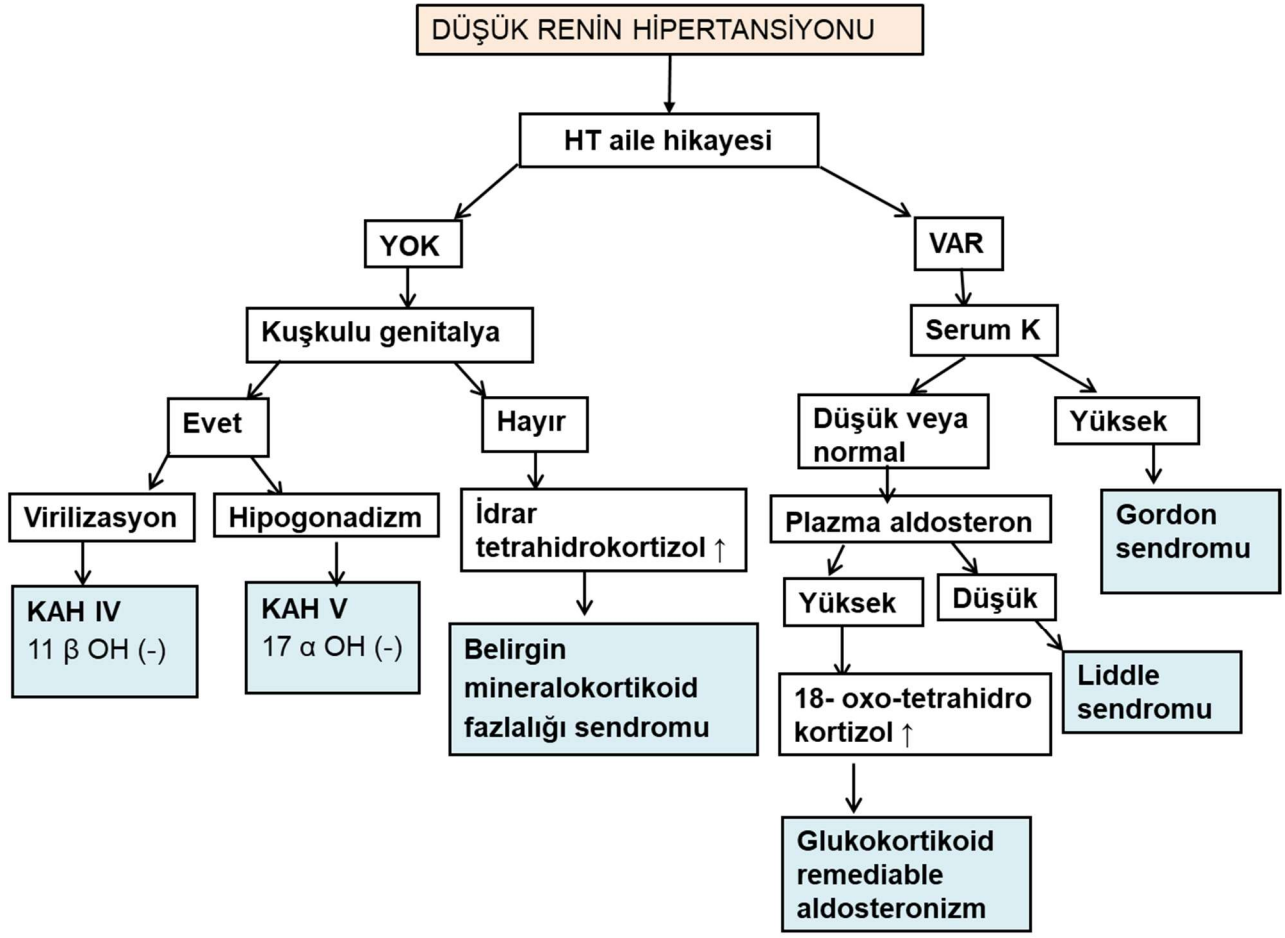 DÜŞÜK RENİN HİPERTANSİYONU
HT aile hikayesi
YOK
VAR
Kuşkulu genitalya
Serum K
Evet
Hayır
Düşük veya
normal
Yüksek
Virilizasyon
Hipogonadizm
İdrar
tetrahidrokortizol ↑
Plazma aldosteron
Gordon
sendromu
KAH IV
11 β OH (-)
KAH V
17 α OH (-)
Yüksek
Düşük
Belirgin
mineralokortikoid
fazlalığı sendromu
18- oxo-tetrahidro
kortizol ↑
Liddle
sendromu
Glukokortikoid
remediable
aldosteronizm